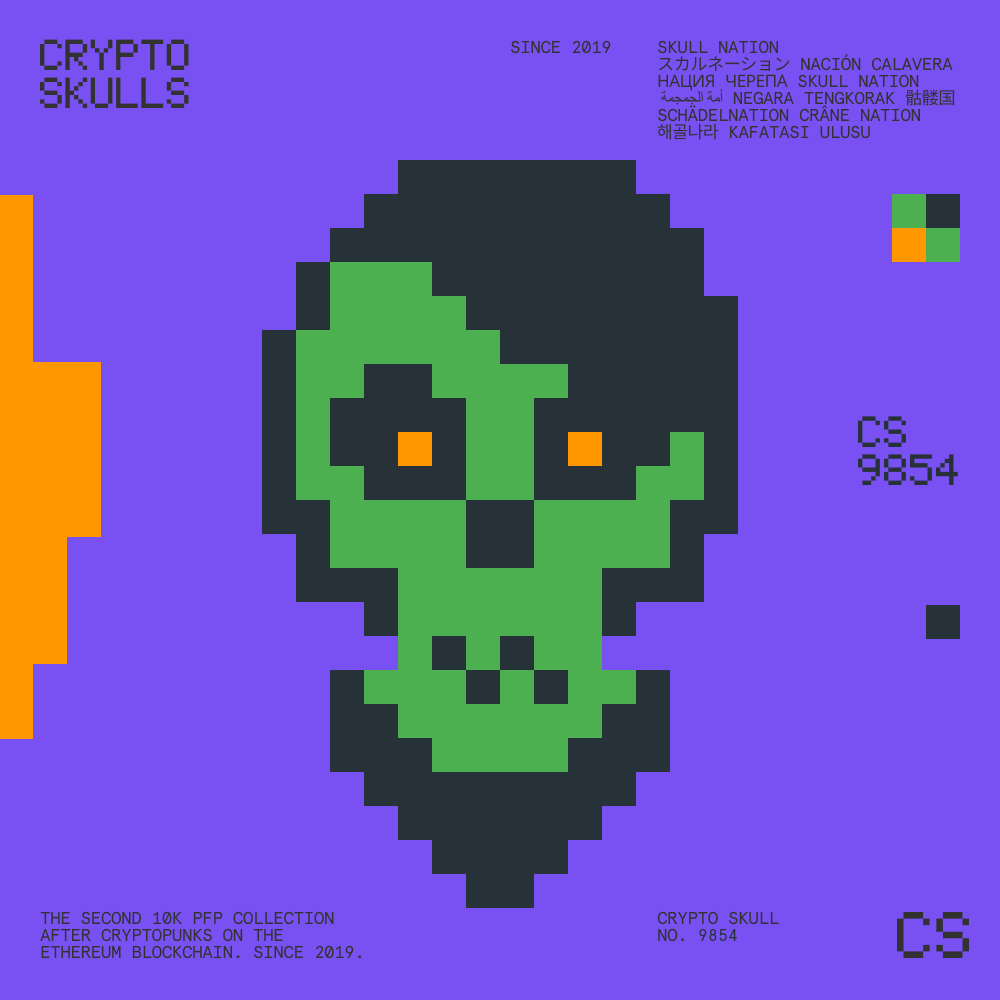 CRYPTO
SKULLS
SINCE 2019
SKULL NATION
スカルネーション NACIÓN CALAVERA
НАЦИЯ ЧЕРЕПА SKULL NATION
أمة الجمجمة NEGARA TENGKORAK 骷髅国
SCHÄDELNATION CRÂNE NATION
해골나라 KAFATASI ULUSU
CS
9854
THE SECOND 10K PFP COLLECTION
AFTER CRYPTOPUNKS ON THE
ETHEREUM BLOCKCHAIN. SINCE 2019.
CRYPTO SKULL
NO. 9854
CS